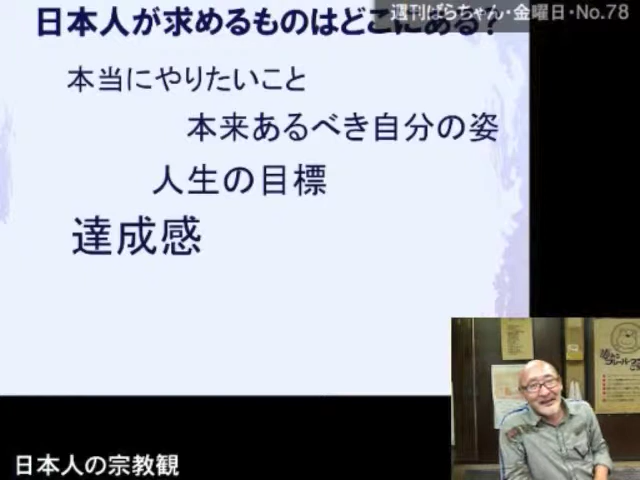 週刊ばらちゃん・金曜日・No.78
日本人が求めるものはどこにある？
本当にやりたいこと
本来あるべき自分の姿
人生の目標
達成感
日本人の宗教観